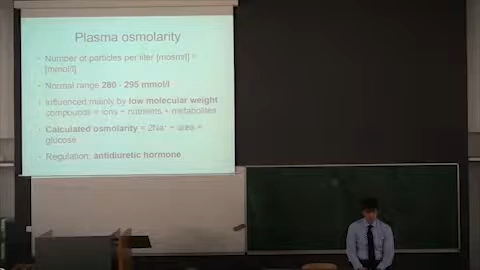 Plasma osmolarity
Number of particles per liter [mosm/l] =
[mmol/l]
Normal range 280 - 295 mmol/l
Influenced mainly by low molecular weight
compounds = ions + nutrients + metabolites
Calculated osmolarity = 2Na⁺ + urea +
glucose
Regulation: antidiuretic hormone